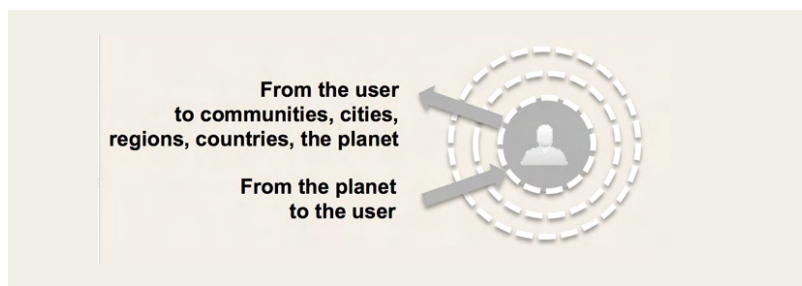 From the user
to communities, cities,
regions, countries, the planet
From the planet
to the user